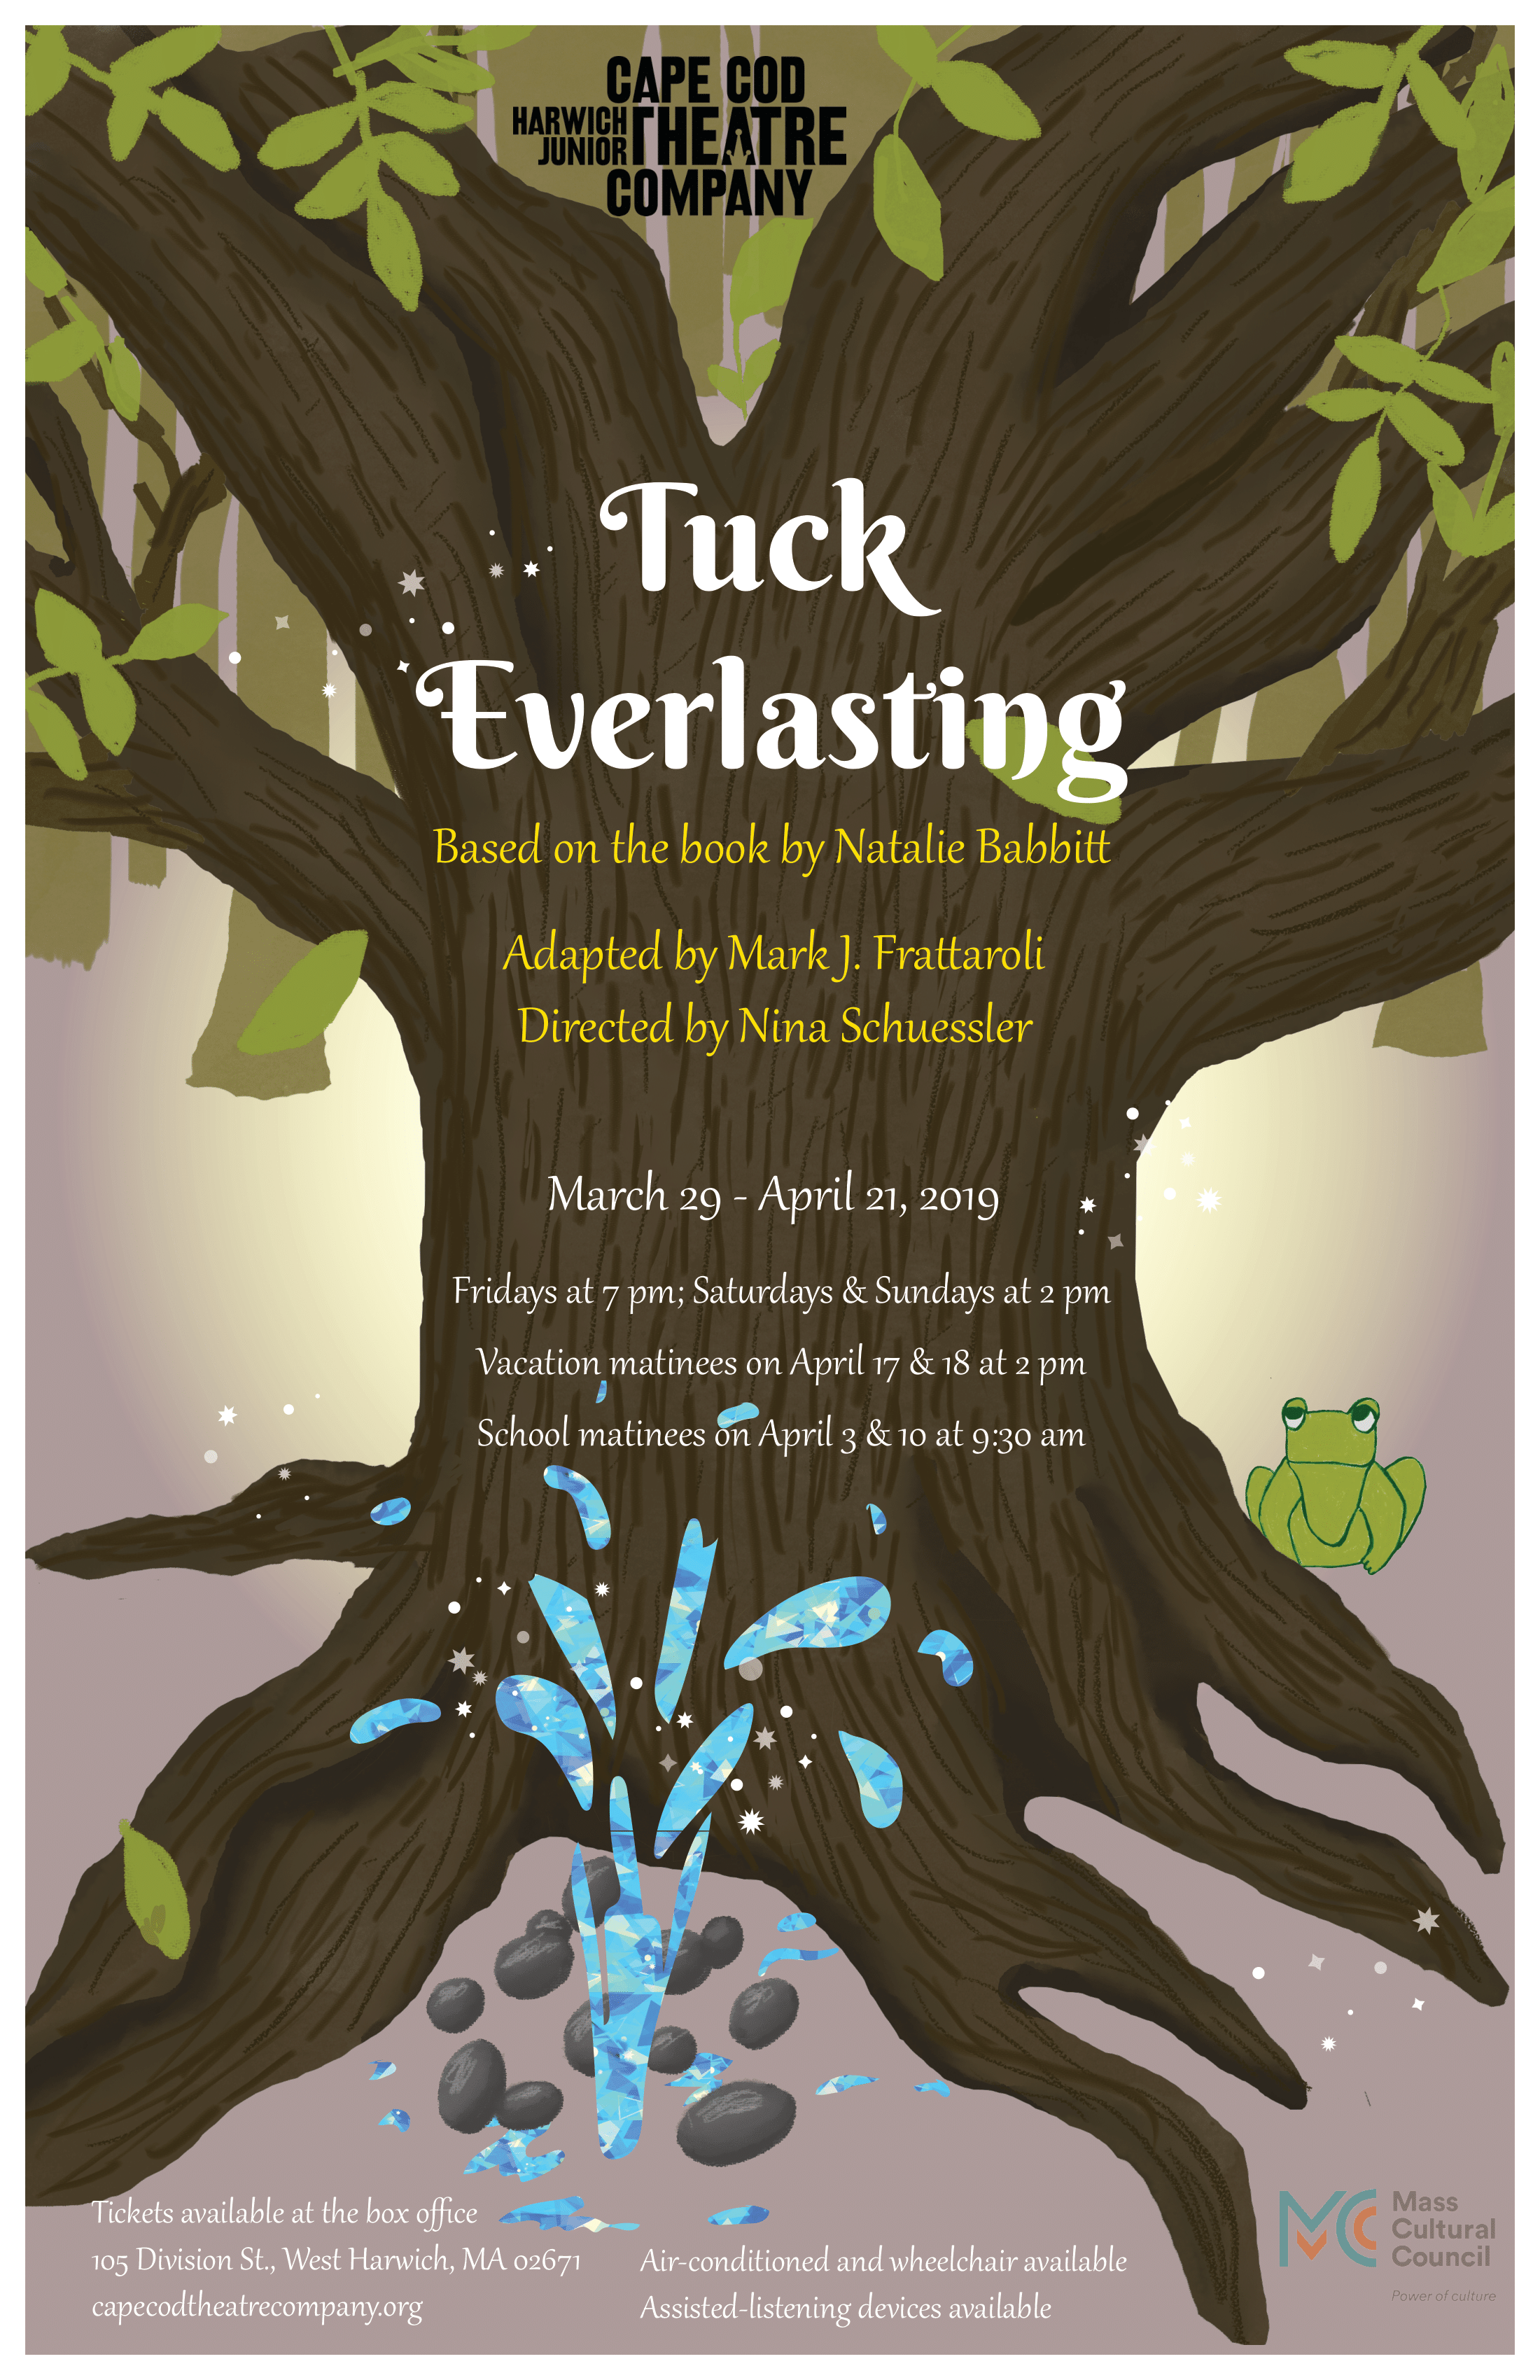 CAPE COD
HARWICH JUNIOR THEATRE
COMPANY
Tuck
Everlasting
Based on the book by Natalie Babbitt
Adapted by Mark J. Frattaroli
Directed by Nina Schuessler
March 29 - April 21, 2019
Fridays at 7 pm; Saturdays & Sundays at 2 pm
Vacation matinees on April 17 & 18 at 2 pm
School matinees on April 3 & 10 at 9:30 am
Tickets available at the box office
105 Division St., West Harwich, MA 02671
capecodtheatrecompany.org
Air-conditioned and wheelchair available
Assisted-listening devices available
MCC
Mass
Cultural
Council
Power of culture